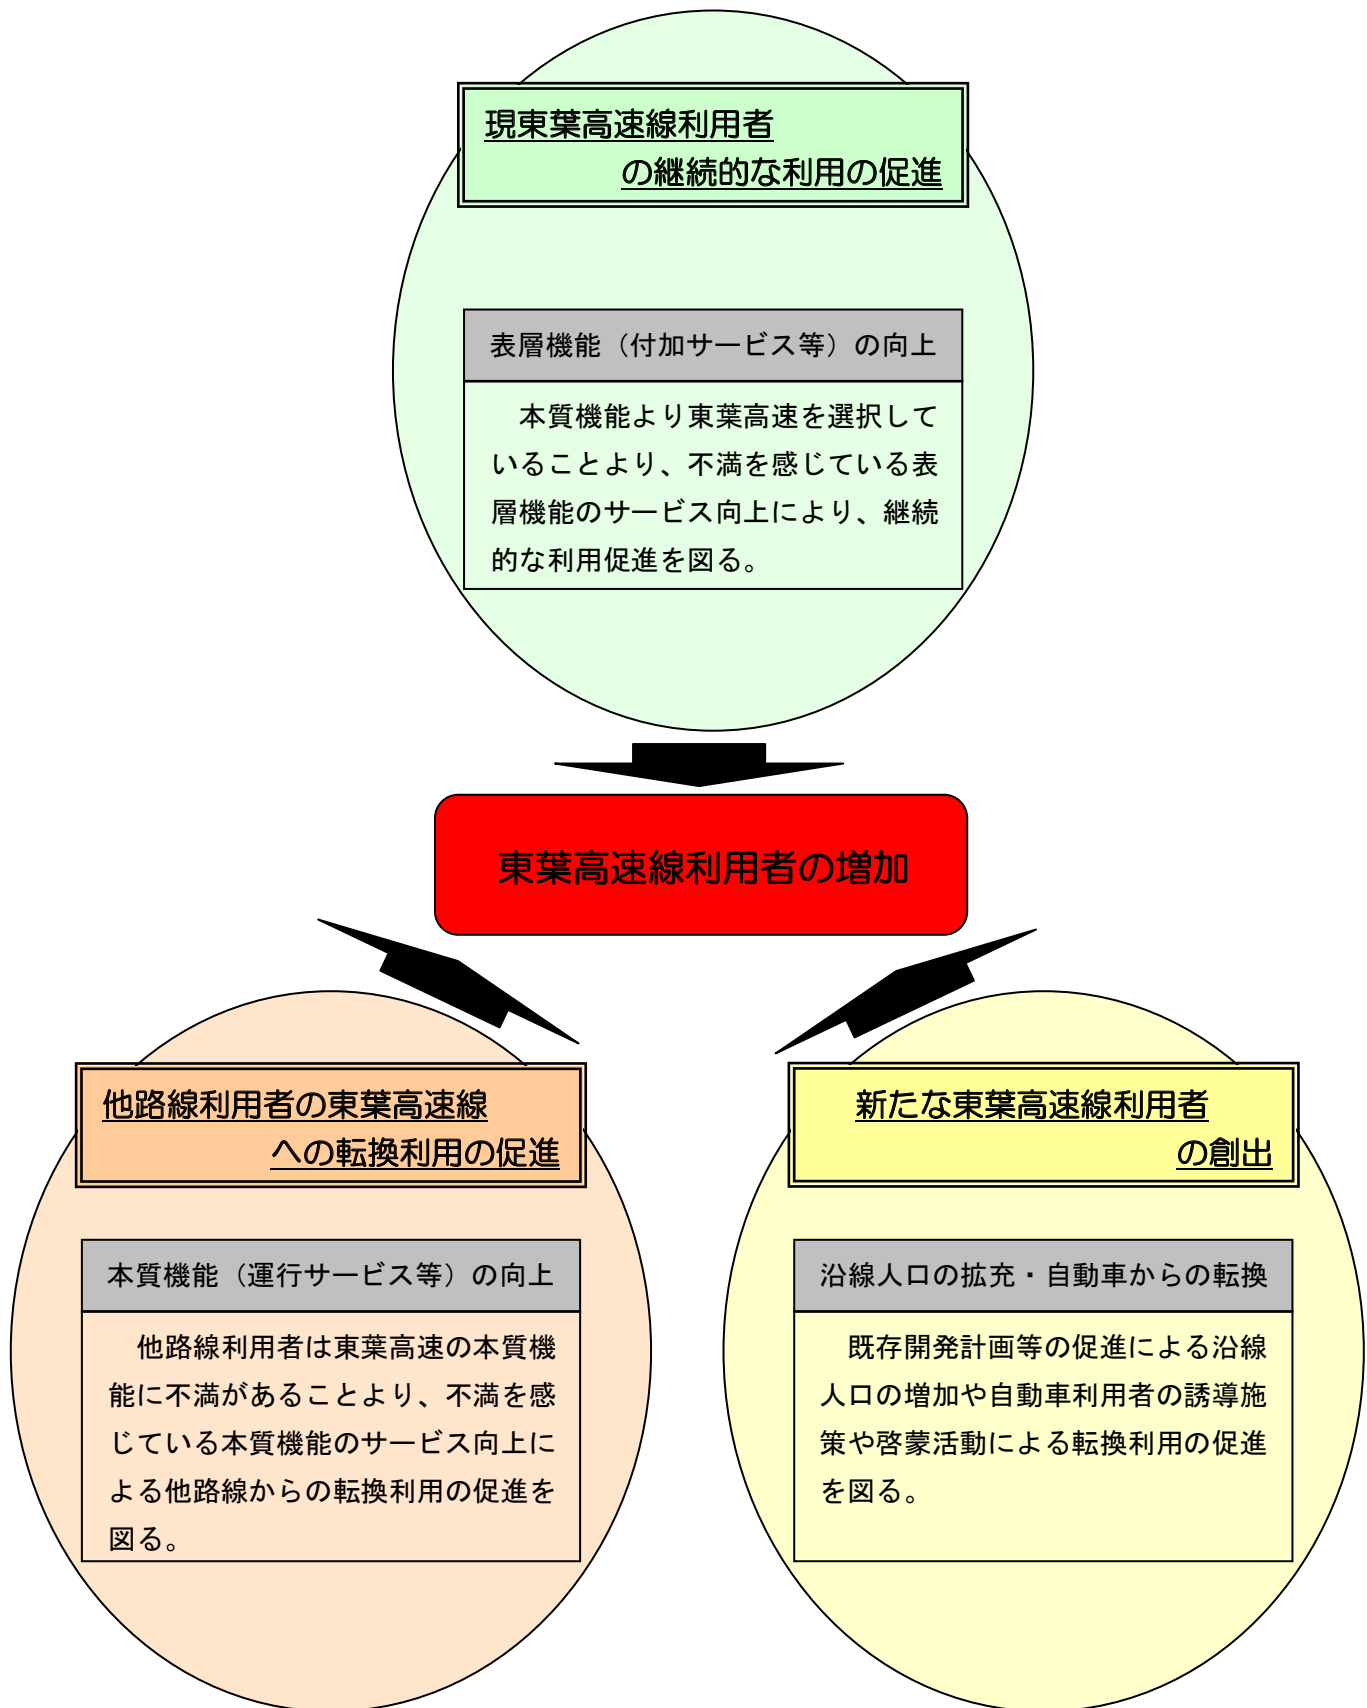 現東葉高速線利用者
の継続的な利用の促進
表層機能（付加サービス等）の向上
本質機能より東葉高速を選択して
いることより、不満を感じている表
層機能のサービス向上により、継続
的な利用促進を図る。
東葉高速線利用者の増加
他路線利用者の東葉高速線
への転換利用の促進
本質機能（運行サービス等）の向上
他路線利用者は東葉高速の本質機
能に不満があることより、不満を感
じている本質機能のサービス向上に
よる他路線からの転換利用の促進を
図る。
新たな東葉高速線利用者
の創出
沿線人口の拡充・自動車からの転換
既存開発計画等の促進による沿線
人口の増加や自動車利用者の誘導施
策や啓蒙活動による転換利用の促進
を図る。